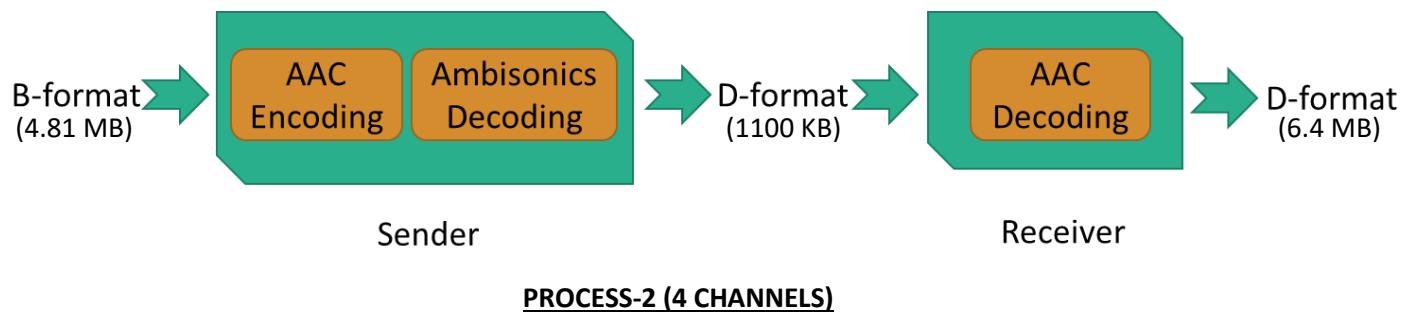 B-format
(4.81 MB)
AAC
Encoding
Ambisonics
Decoding
D-format
(1100 KB)
AAC
Decoding
D-format
(6.4 MB)
Sender
Receiver
PROCESS-2 (4 CHANNELS)